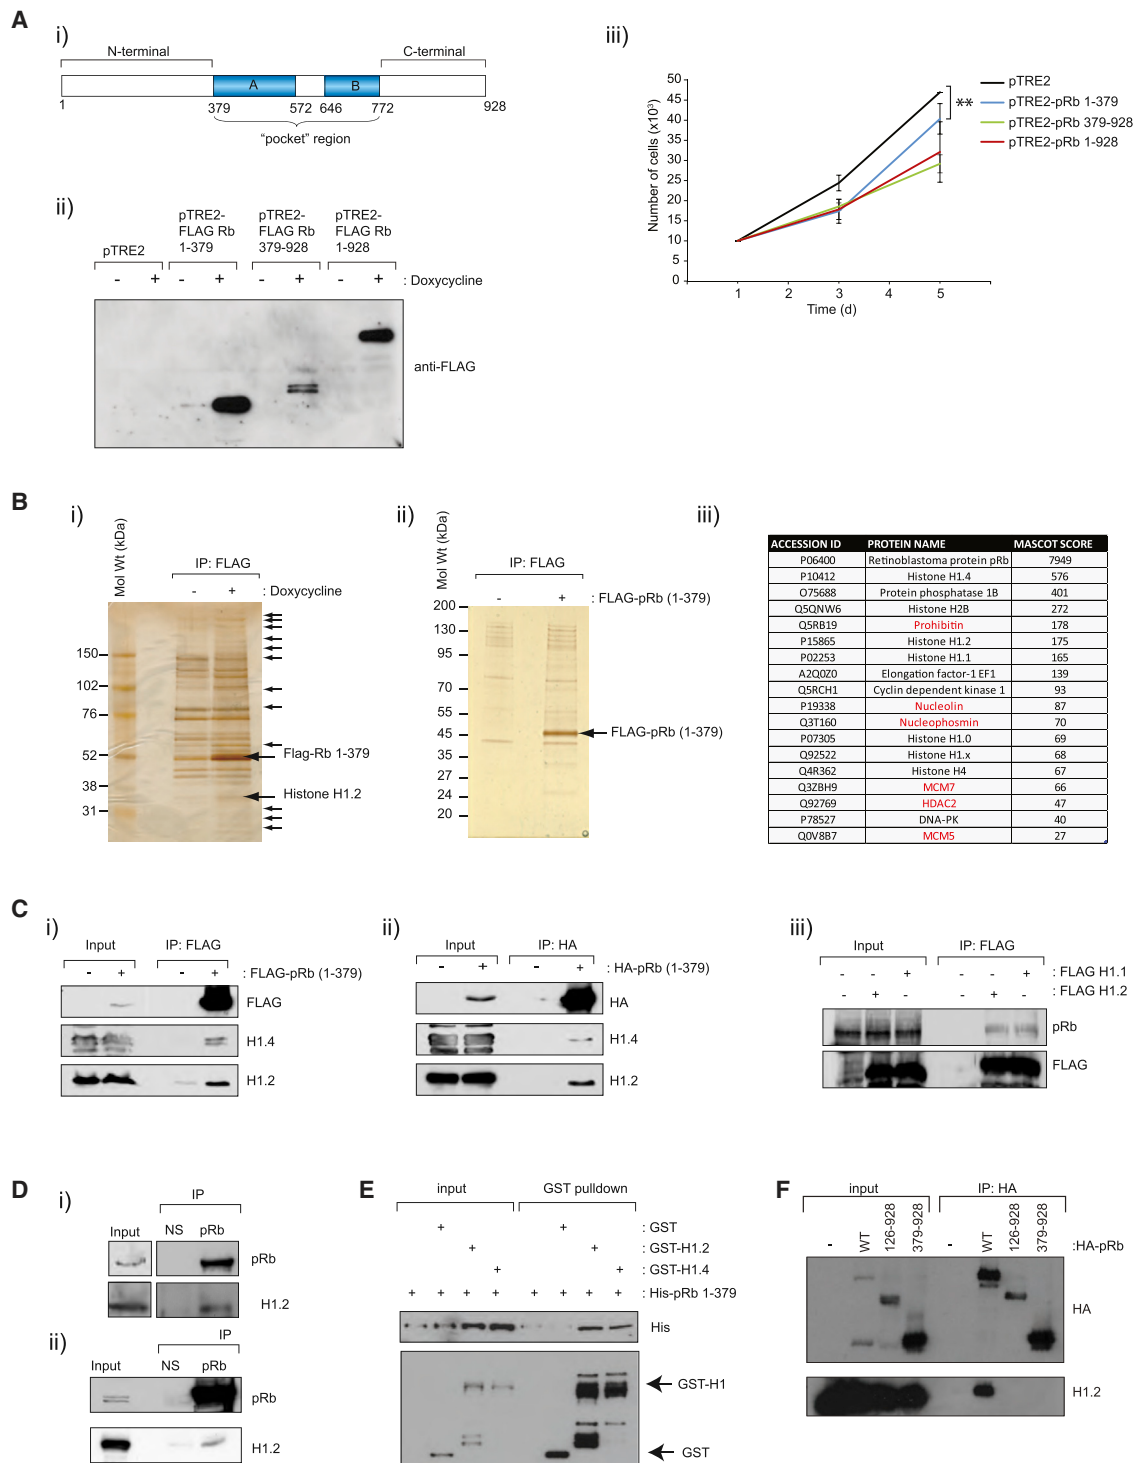 A
i)
N-terminal
C-terminal
A
B
1
379
572
646
772
928
"pocket" region
ii)
pTRE2
pTRE2-
FLAG Rb
1-379
pTRE2-
FLAG Rb
379-928
pTRE2-
FLAG Rb
1-928
- + - + - + - + : Doxycycline
anti-FLAG
iii)
Number of cells (x10³)
50
45
40
35
30
25
20
15
10
5
0
1 2 3 4 5
Time (d)
**
pTRE2
pTRE2-pRb 1-379
pTRE2-pRb 379-928
pTRE2-pRb 1-928
B
i)
Mol Wt (kDa)
IP: FLAG
- + : Doxycycline
150
102
76
52
38
31
Flag-Rb 1-379
Histone H1.2
ii)
Mol Wt (kDa)
IP: FLAG
- + : FLAG-pRb (1-379)
200
130
95
70
55
45
35
27
24
20
FLAG-pRb (1-379)
iii)
ACCESSION ID PROTEIN NAME MASCOT SCORE
P06400 Retinoblastoma protein pRb 7949
P10412 Histone H1.4 576
O75688 Protein phosphatase 1B 401
Q5QNW6 Histone H2B 272
Q5RB19 Prohibitin 178
P15865 Histone H1.2 175
P02253 Histone H1.1 165
A2Q0Z0 Elongation factor-1 EF1 139
Q5RCH1 Cyclin dependent kinase 1 93
P19338 Nucleolin 87
Q3T160 Nucleophosmin 70
P07305 Histone H1.0 69
Q92522 Histone H1.x 68
Q4R362 Histone H4 67
Q3ZBH9 MCM7 66
Q92769 HDAC2 47
P78527 DNA-PK 40
Q0V8B7 MCM5 27
C
i)
Input IP: FLAG
- + - + : FLAG-pRb (1-379)
FLAG
H1.4
H1.2
ii)
Input IP: HA
- + - + : HA-pRb (1-379)
HA
H1.4
H1.2
iii)
Input IP: FLAG
- - + - - + : FLAG H1.1
- + - - + - : FLAG H1.2
pRb
FLAG
D
i)
IP
Input NS pRb
pRb
H1.2
ii)
IP
Input NS pRb
pRb
H1.2
E
input GST pulldown
+ + : GST
+ + : GST-H1.2
+ + : GST-H1.4
+ + + + + + + + : His-pRb 1-379
His
GST-H1
GST
F
input IP: HA
- WT 126-928 379-928 - WT 126-928 379-928 :HA-pRb
HA
H1.2